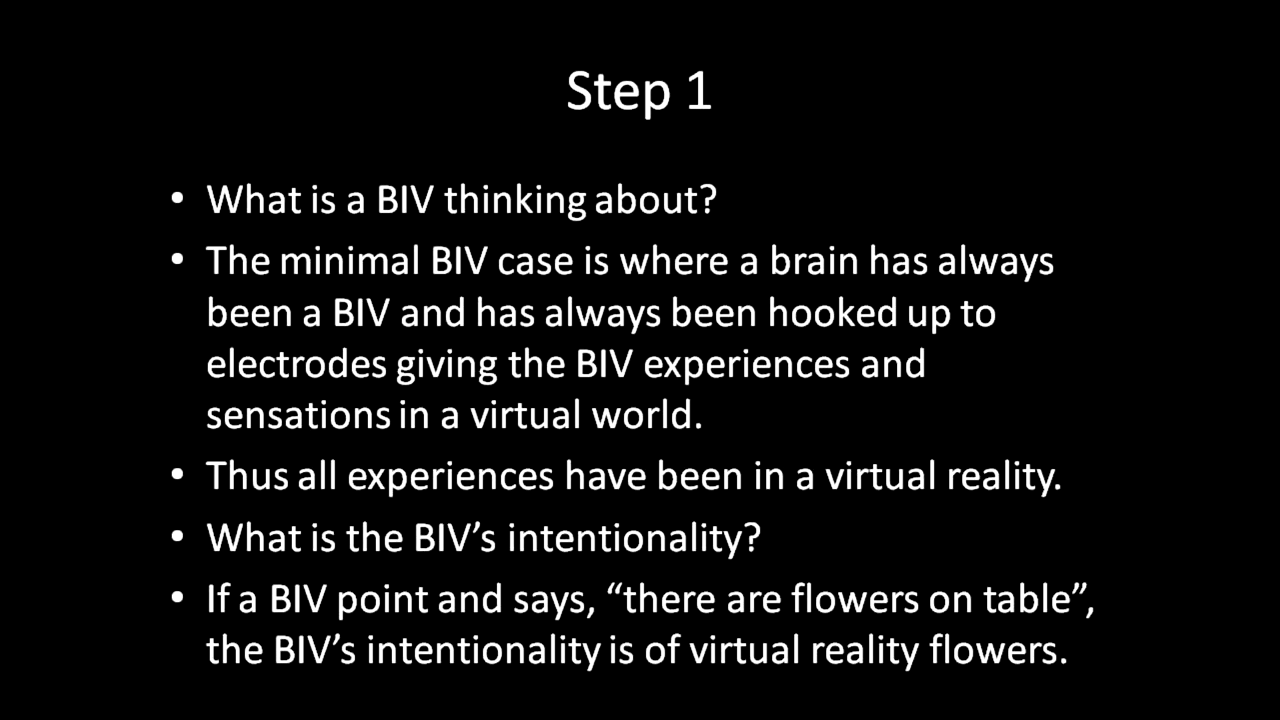 Step 1
• What is a BIV thinking about?
• The minimal BIV case is where a brain has always
been a BIV and has always been hooked up to
electrodes giving the BIV experiences and
sensations in a virtual world.
• Thus all experiences have been in a virtual reality.
• What is the BIV’s intentionality?
• If a BIV point and says, “there are flowers on table”,
the BIV’s intentionality is of virtual reality flowers.